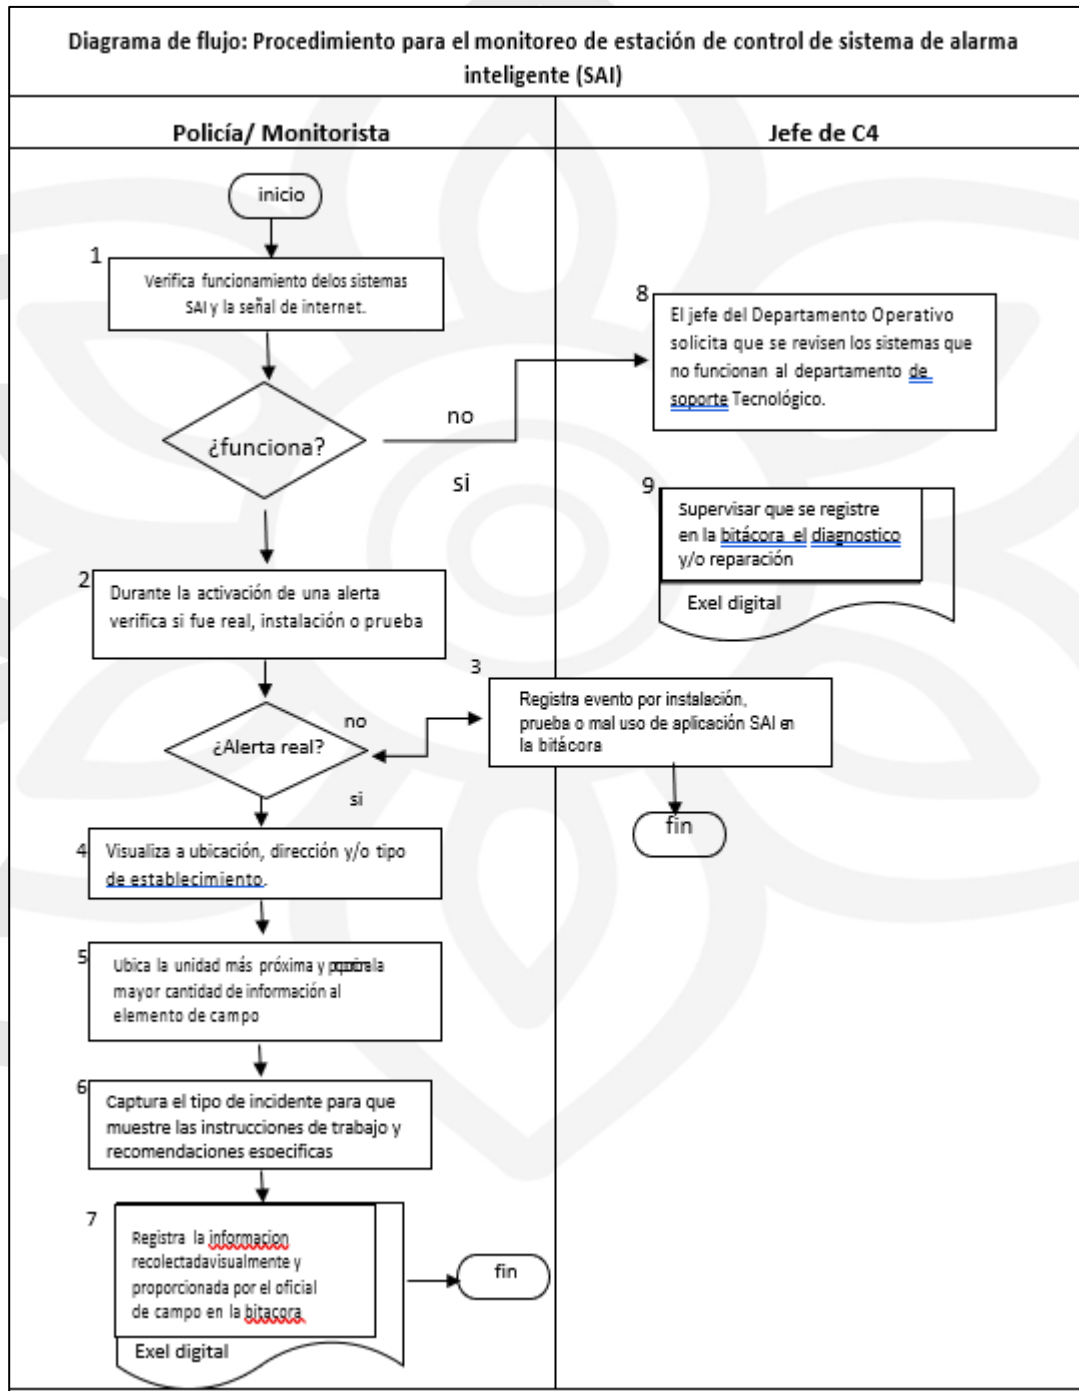 Diagrama de flujo: Procedimiento para el monitoreo de estación de control de sistema de alarma
inteligente (SAI)
Policía/ Monitorista
Jefe de C4
inicio
1
Verifica funcionamiento delos sistemas
SAI y la señal de internet.
8
El jefe del Departamento Operativo
solicita que se revisen los sistemas que
no funcionan al departamento de
soporte Tecnológico.
¿funciona?
no
si
9
Supervisar que se registre
en la bitácora el diagnostico
y/o reparación
Exel digital
2
Durante la activación de una alerta
verifica si fue real, instalación o prueba
3
Registra evento por instalación,
prueba o mal uso de aplicación SAI en
la bitácora
¿Alerta real?
no
si
fin
4
Visualiza a ubicación, dirección y/o tipo
de establecimiento.
5
Ubica la unidad más próxima y la
mayor cantidad de información al
elemento de campo
6
Captura el tipo de incidente para que
muestre las instrucciones de trabajo y
recomendaciones especificas
7
Registra la informacion
recolectadavisualmente y
proporcionada por el oficial
de campo en la bitacora.
Exel digital
fin